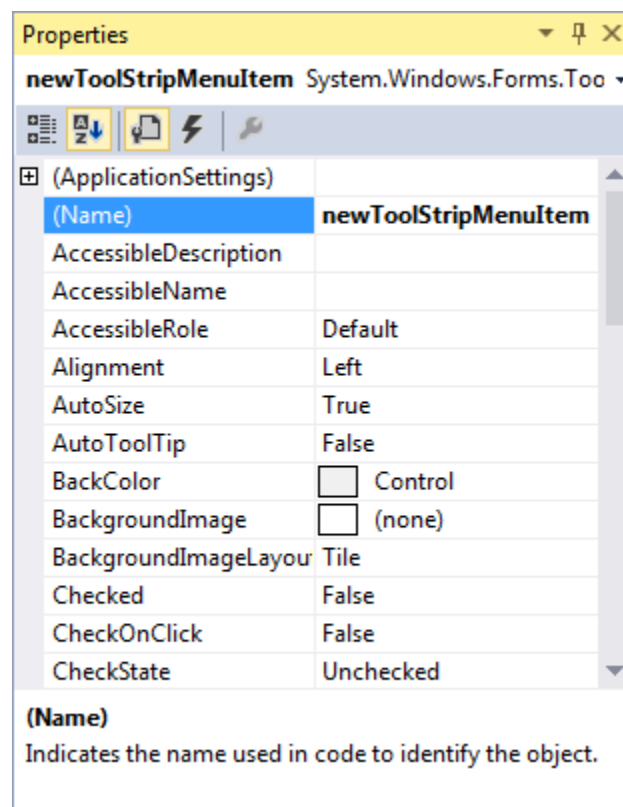 Properties
newToolStripMenuItem System.Windows.Forms.Too
(ApplicationSettings)
(Name) newToolStripMenuItem
AccessibleDescription
AccessibleName
AccessibleRole Default
Alignment Left
AutoSize True
AutoToolTip False
BackColor Control
BackgroundImage (none)
BackgroundImageLayou Tile
Checked False
CheckOnClick False
CheckState Unchecked
(Name)
Indicates the name used in code to identify the object.